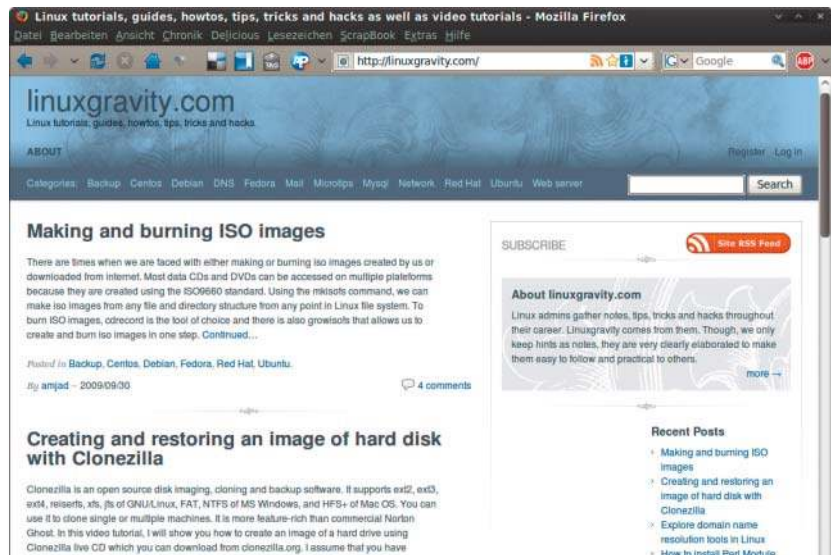 Linux tutorials, guides, howtos, tips, tricks and hacks as well as video tutorials - Mozilla Firefox
Datei Bearbeiten Ansicht Chronik Delicious Lesezeichen ScrapBook Extras Hilfe
http://linuxgravity.com/
Google
ABP
linuxgravity.com
Linux tutorials, guides, howtos, tips, tricks and hacks
ABOUT
Register Log in
Categories: Backup Centos Debian DNS Fedora Mail Microtips Mysql Network Red Hat Ubuntu Web server
Search
Making and burning ISO images
There are times when we are faced with either making or burning iso images created by us or
downloaded from internet. Most data CDs and DVDs can be accessed on multiple plateforms
because they are created using the ISO9660 standard. Using the mkisofs command, we can
make iso images from any file and directory structure from any point in Linux file system. To
burn ISO images, cdrecord is the tool of choice and there is also growisofs that allows us to
create and burn iso images in one step. Continued...
Posted in Backup, Centos, Debian, Fedora, Red Hat, Ubuntu.
By amjad – 2009/09/30
4 comments
Creating and restoring an image of hard disk
with Clonezilla
Clonezilla is an open source disk imaging, cloning and backup software. It supports ext2, ext3,
ext4, reiserfs, xfs, jfs of GNU/Linux, FAT, NTFS of MS Windows, and HFS+ of Mac OS. You can
use it to clone single or multiple machines. It is more feature-rich than commercial Norton
Ghost. In this video tutorial, I will show you how to create an image of a hard drive using
Clonezilla live CD which you can download from clonezilla.org. I assume that you have
SUBSCRIBE
Site RSS Feed
About linuxgravity.com
Linux admins gather notes, tips, tricks and hacks throughout
their career. Linuxgravity comes from them. Though, we only
keep hints as notes, they are very clearly elaborated to make
them easy to follow and practical to others.
more →
Recent Posts
Making and burning ISO
images
Creating and restoring an
image of hard disk with
Clonezilla
Explore domain name
resolution tools in Linux
How to install Perl Module